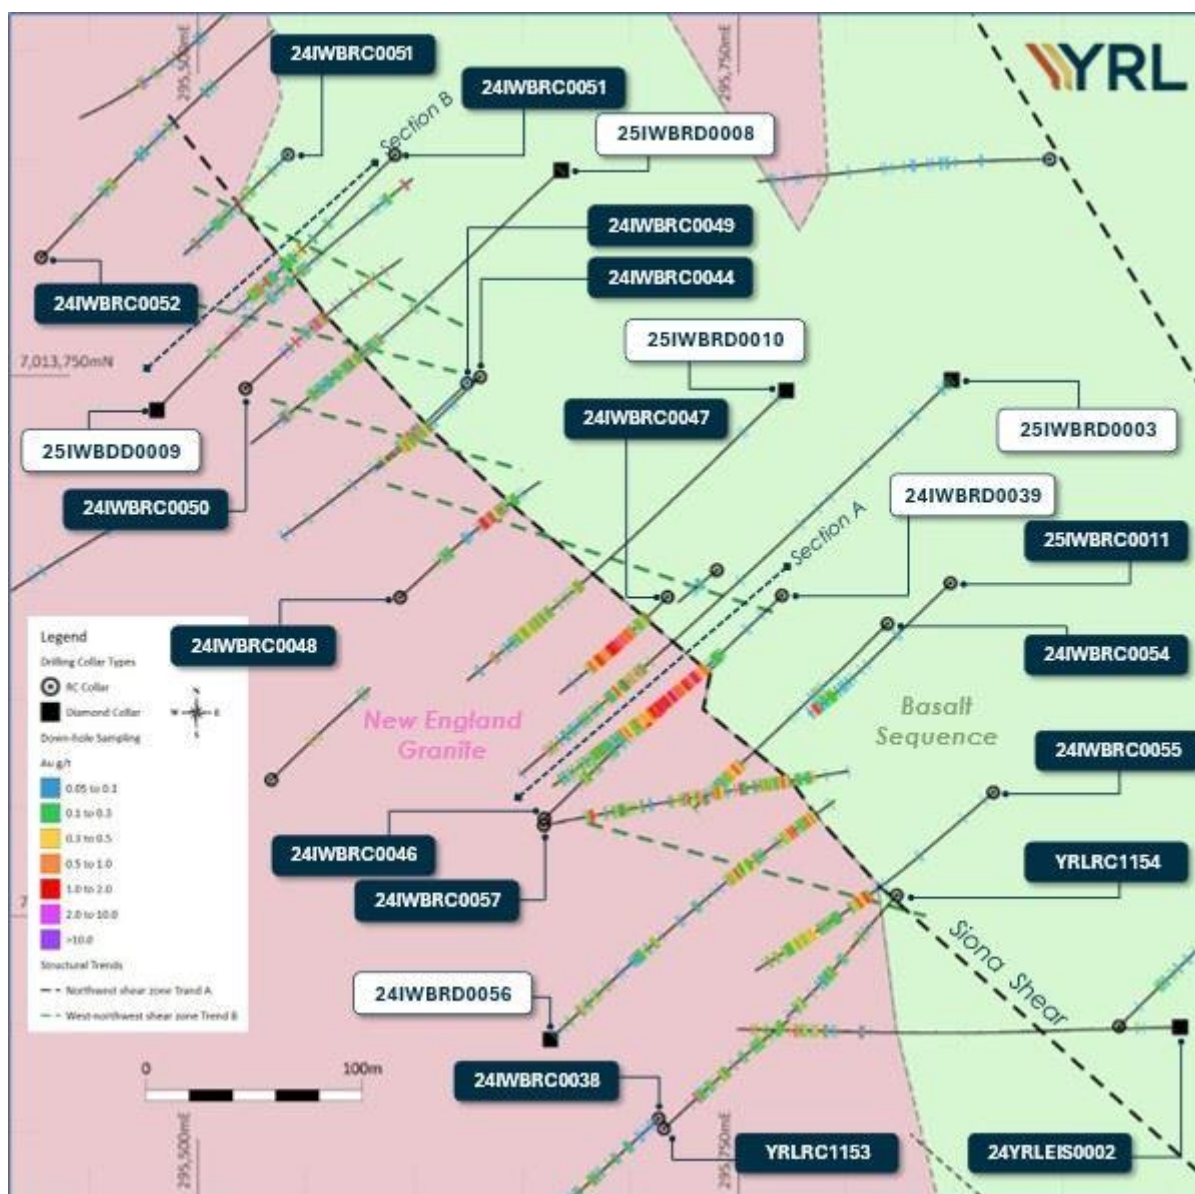 295,500mE
295,750mE
YRL
24IWBRC0051
24IWBRC0051
Section B
25IWBRD0008
24IWBRC0049
24IWBRC0044
24IWBRC0052
25IWBRD0010
7,013,750mN
24IWBRC0047
25IWBDD0009
25IWBRD0003
24IWBRC0050
24IWBRD0039
Section A
25IWBRC0011
24IWBRC0048
24IWBRC0054
Legend
Drilling Collar Types
RC Collar
Diamond Collar
N
W
E
S
Down-hole Sampling
Au g/t
0.05 to 0.1
0.1 to 0.3
0.3 to 0.5
0.5 to 1.0
1.0 to 2.0
2.0 to 10.0
>10.0
Structural Trends
Northwest shear zone Trand A
West-northwest shear zone Trend B
New England
Granite
Basalt
Sequence
24IWBRC0055
24IWBRC0046
YRLRC1154
24IWBRC0057
7
Siona Shear
24IWBRD0056
0
100m
24IWBRC0038
YRLRC1153
24YRLEIS0002
295,500mE
295,750mE